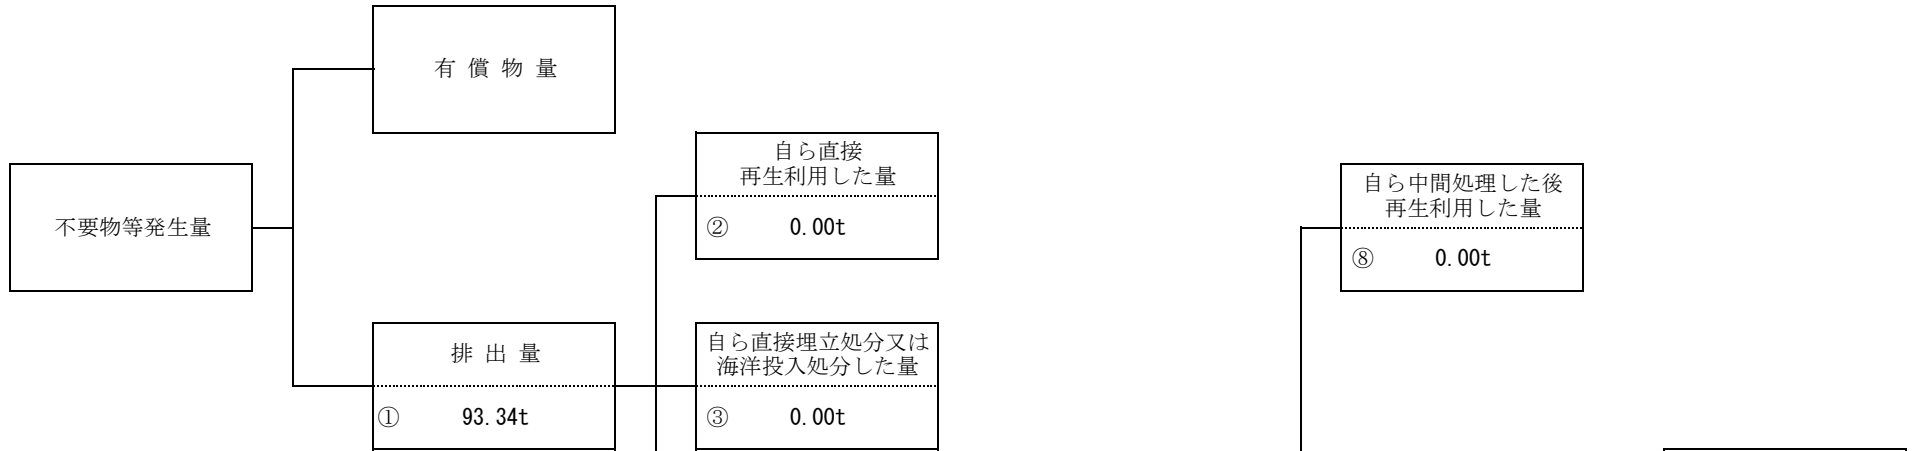 有 償 物 量
自ら直接
再生利用した量
② 0.00t
自ら中間処理した後
再生利用した量
⑧ 0.00t
不要物等発生量
排 出 量
① 93.34t
自ら直接埋立処分又は
海洋投入処分した量
③ 0.00t